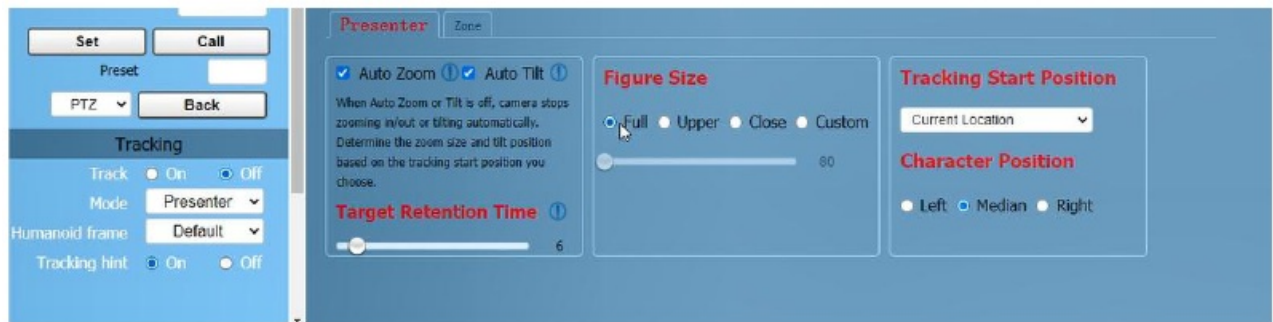 Set Call
Preset
PTZ Back
Tracking
Track On Off
Mode Presenter
Humanoid frame Default
Tracking hint On Off
Presenter Zone
Auto Zoom Auto Tilt
When Auto Zoom or Tilt is off, camera stops
zooming in/out or tilting automatically.
Determine the zoom size and tilt position
based on the tracking start position you
choose.
Target Retention Time
6
Figure Size
Full Upper Close Custom
80
Tracking Start Position
Current Location
Character Position
Left Median Right